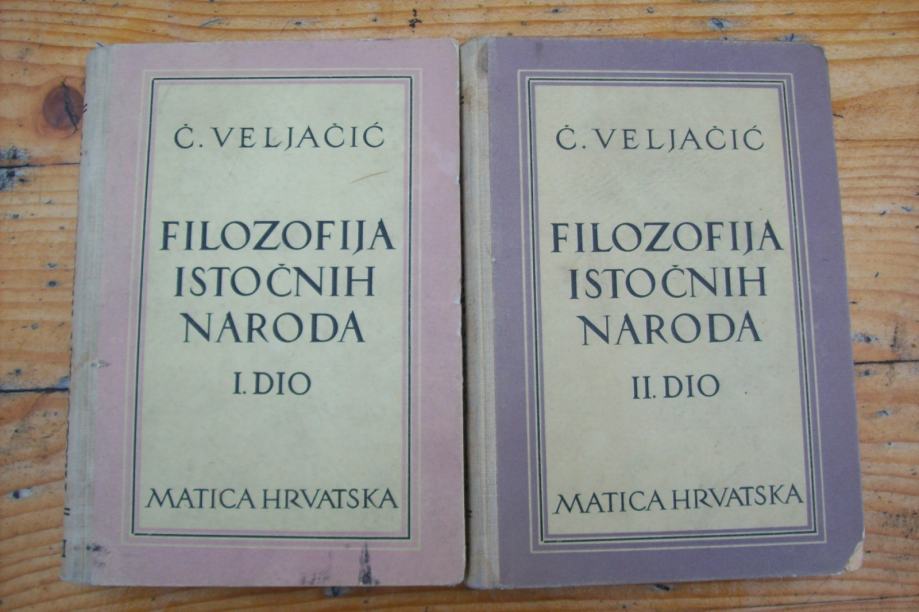 Č. VELJAČIĆ
FILOZOFIJA
ISTOČNIH
NARODA
I. DIO
MATICA HRVATSKA
Č. VELJAČIĆ
FILOZOFIJA
ISTOČNIH
NARODA
II. DIO
MATICA HRVATSKA